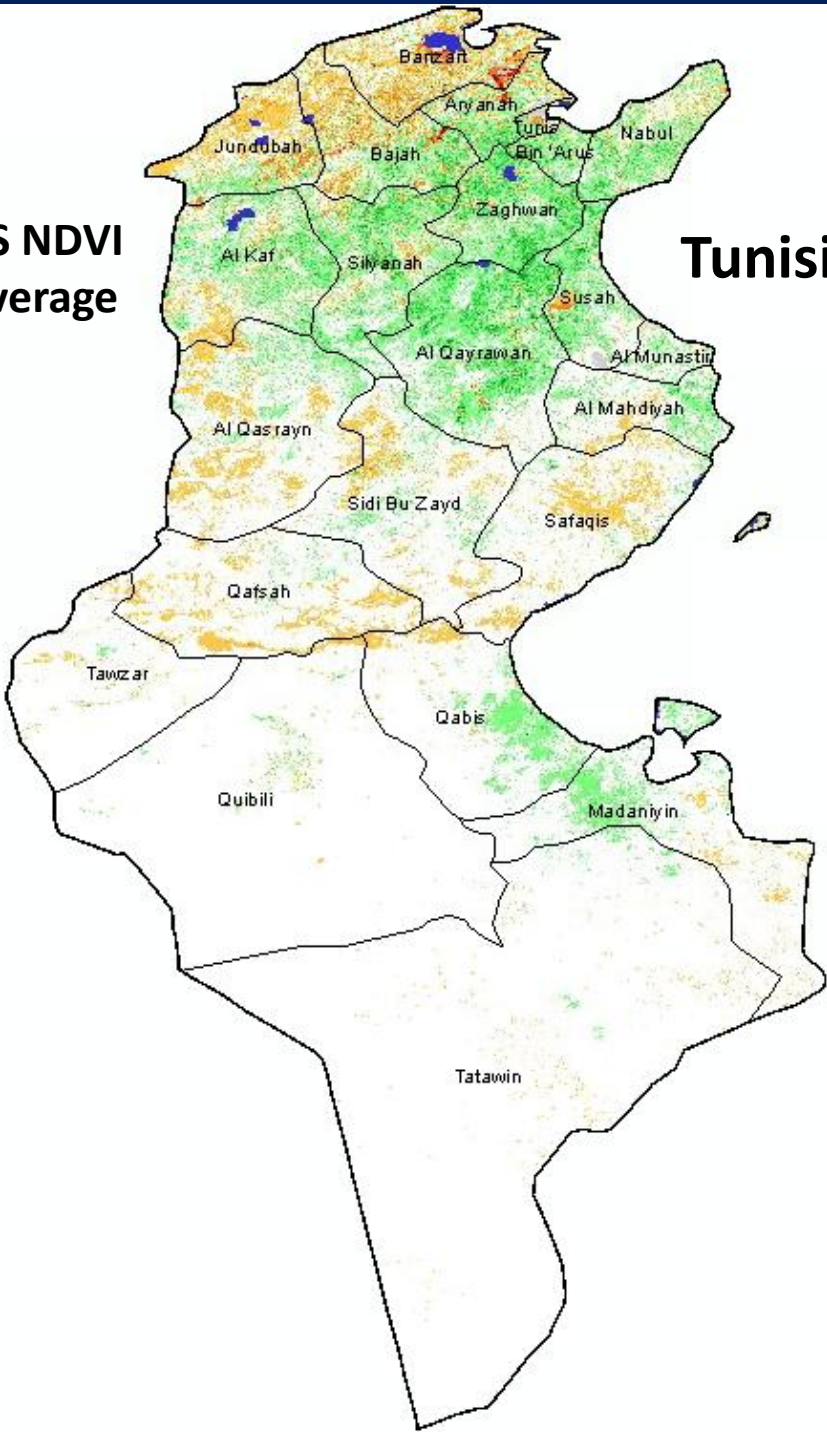 Banzart
Aryanah
Tunis
Nabul
Jundubah
Bajah
Bin 'Arus
Zaghwan
S NDVI
verage
Al Kaf
Silyanah
Tunisi
Susah
Al Qayrawan
Al Munastir
Al Mahdiyah
Al Qasrayn
Sidi Bu Zayd
Safaqis
Qafsah
Tawzar
Qabis
Quibili
Madaniyin
Tatawin